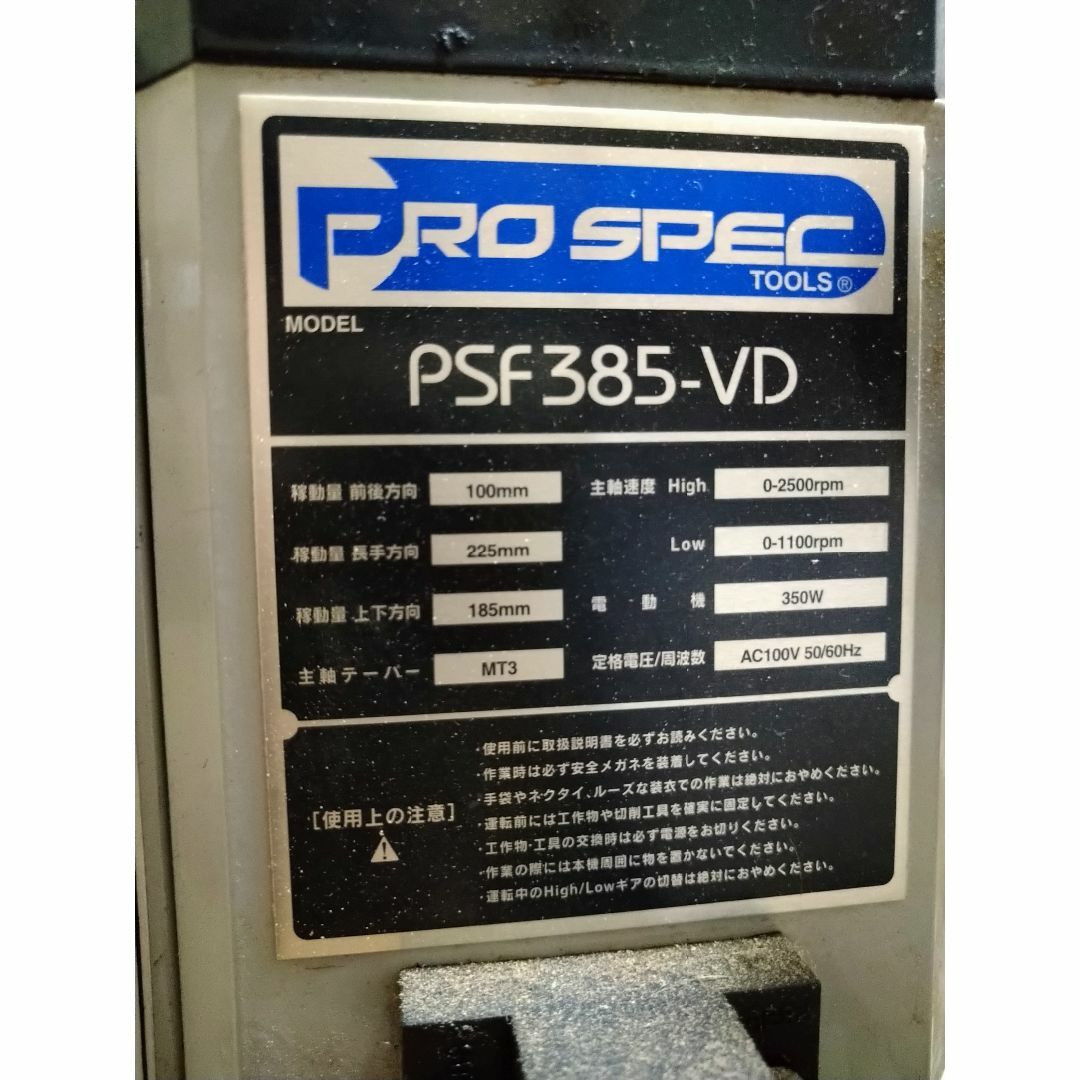 PRO SPEC
TOOLS®
MODEL
PSF385-VD
稼動量 前後方向 100mm 主軸速度 High 0-2500rpm
稼動量 長手方向 225mm Low 0-1100rpm
稼動量 上下方向 185mm 電動機 350W
主軸テーパー MT3 定格電圧/周波数 AC100V 50/60Hz
[使用上の注意]
・使用前に取扱説明書を必ずお読みください。
・作業時は必ず安全メガネを装着してください。
・手袋やネクタイ、ルーズな装衣での作業は絶対におやめください。
・運転前には工作物や切削工具を確実に固定してください。
・工作物・工具の交換時は必ず電源をお切りください。
・作業の際には本機周囲に物を置かないでください。
運転中のHigh/Lowギアの切替は絶対におやめください。